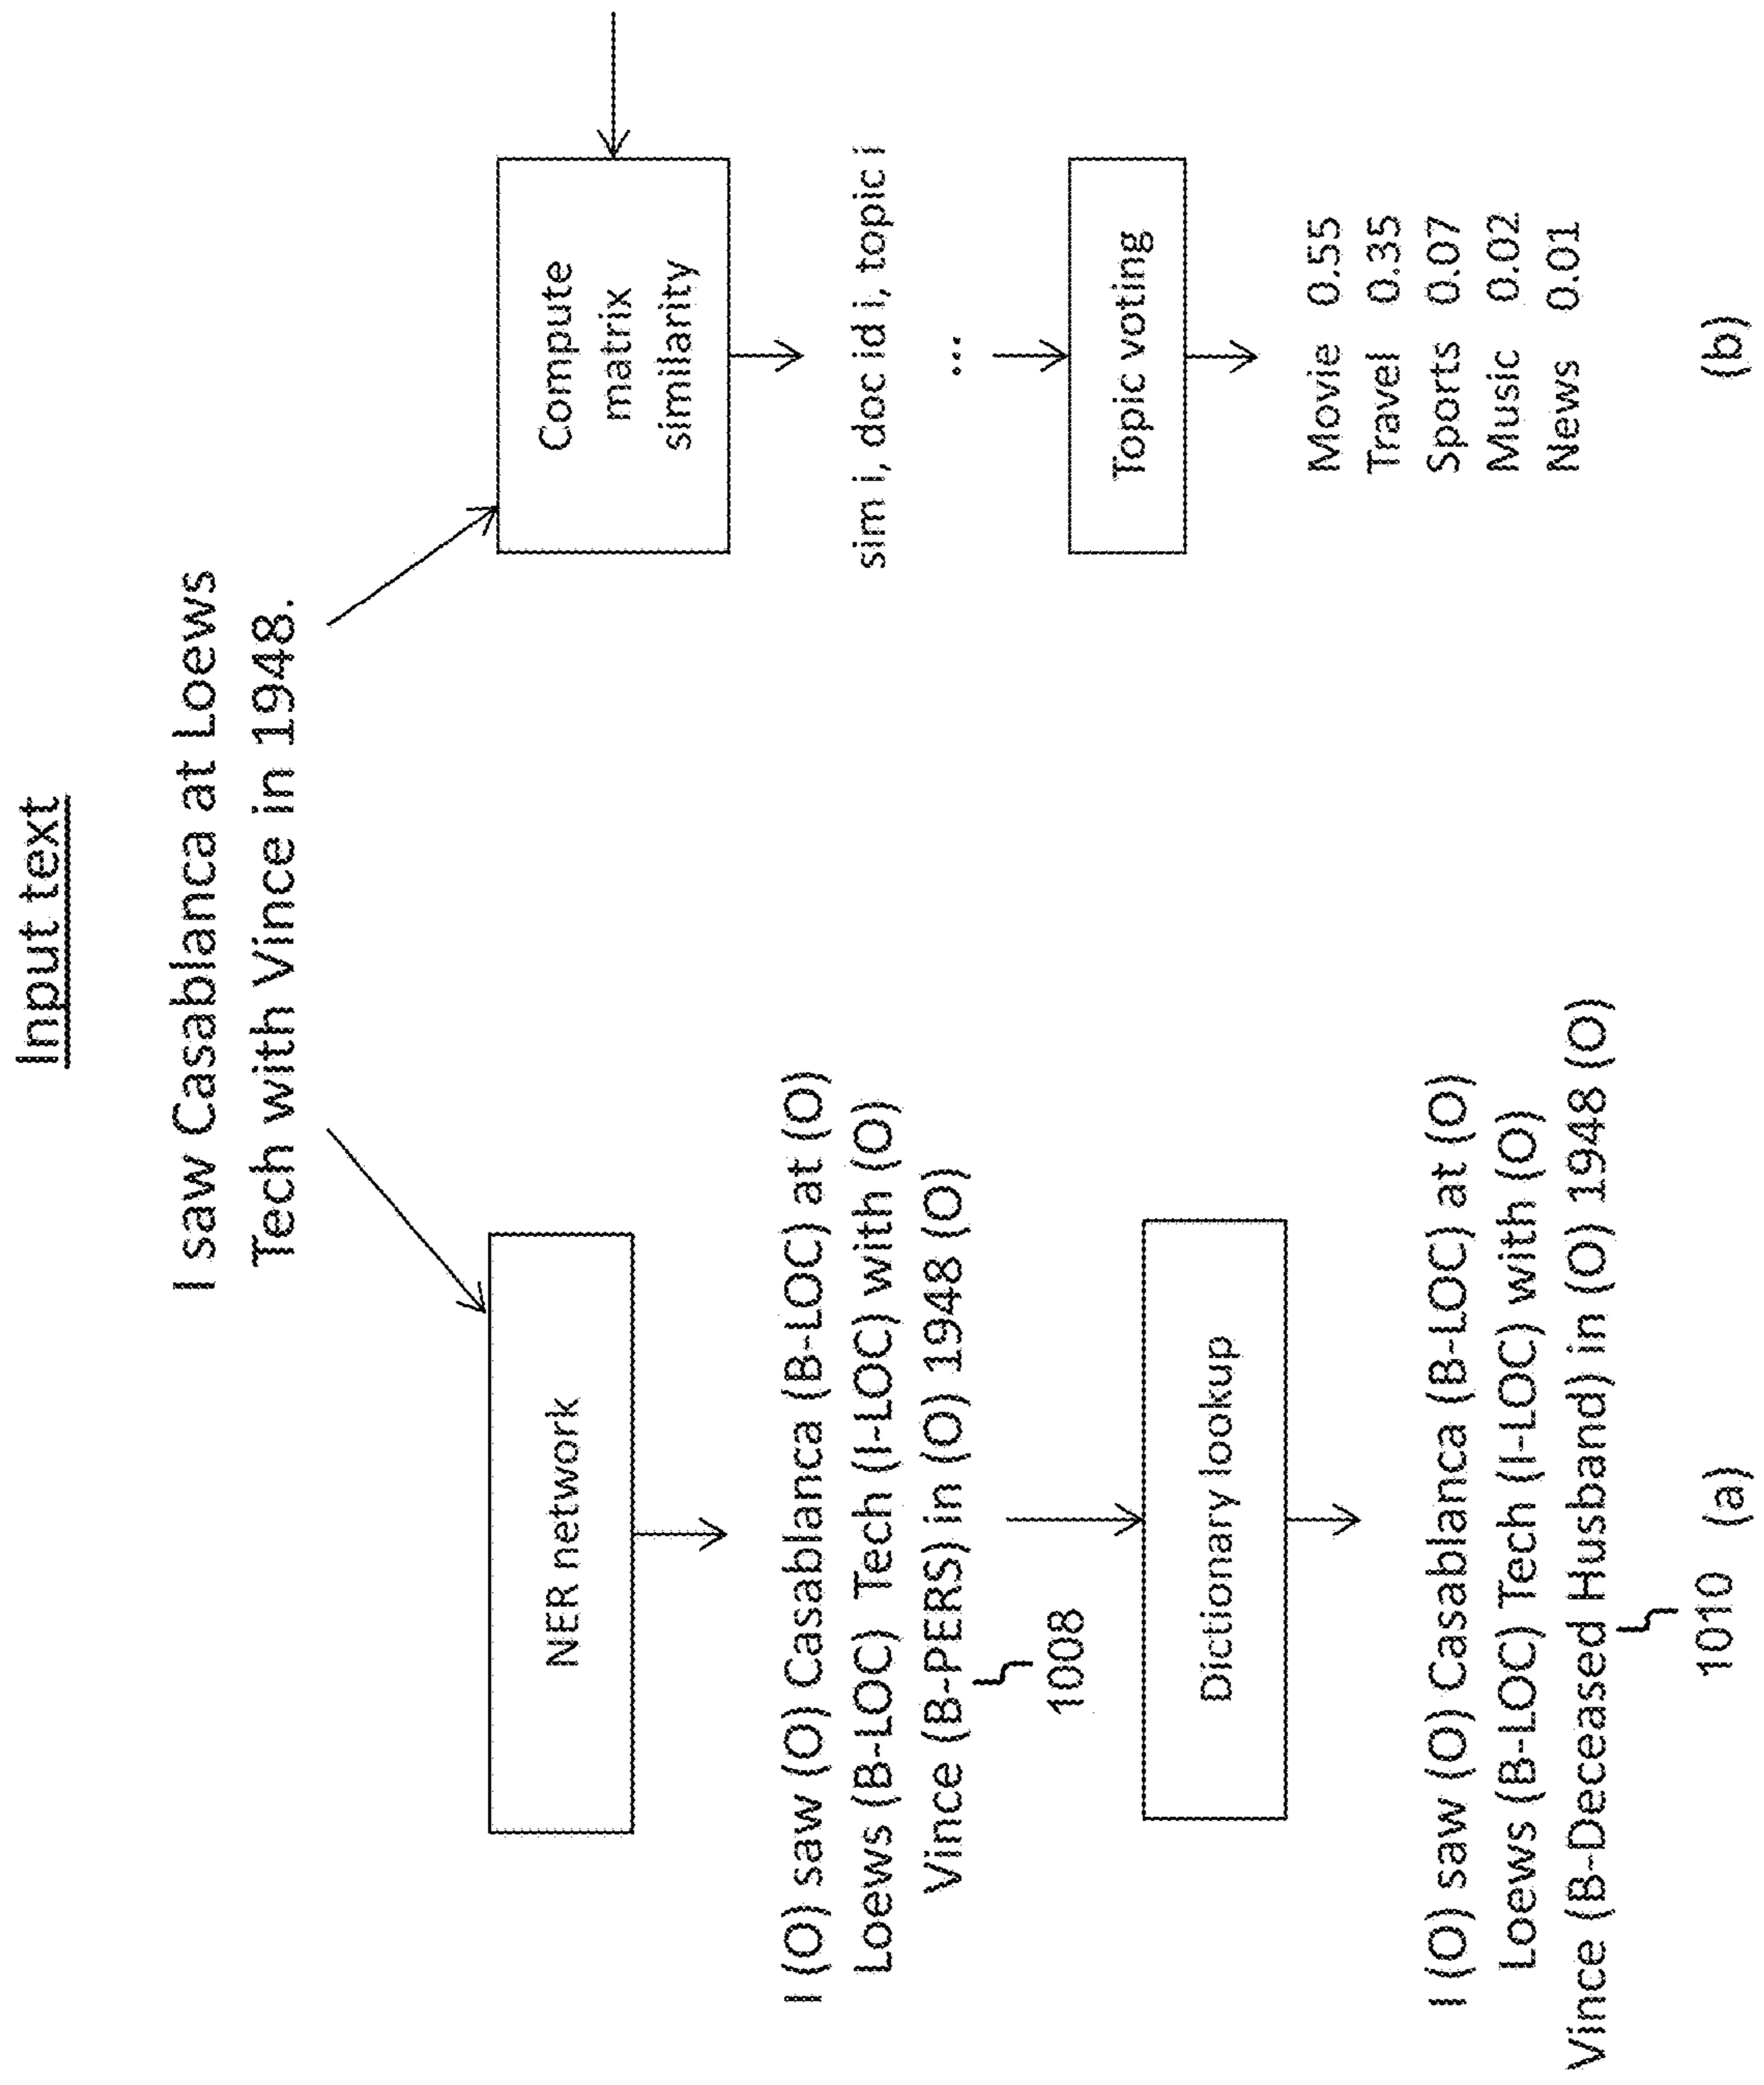 Input text
I saw Casablanca at Loews
Tech with Vince in 1948.
NER network
I (O) saw (O) Casablanca (B-LOC) at (O)
Loews (B-LOC) Tech (I-LOC) with (O)
Vince (B-PERS) in (O) 1948 (O)
1008
Dictionary lookup
I (O) saw (O) Casablanca (B-LOC) at (O)
Loews (B-LOC) Tech (I-LOC) with (O)
Vince (B-Deceased Husband) in (O) 1948 (O)
1010
(a)
Compute
matrix
similarity
sim i, doc id i, topic i
...
Topic voting
Movie 0.55
Travel 0.35
Sports 0.07
Music 0.02
News 0.01
(b)